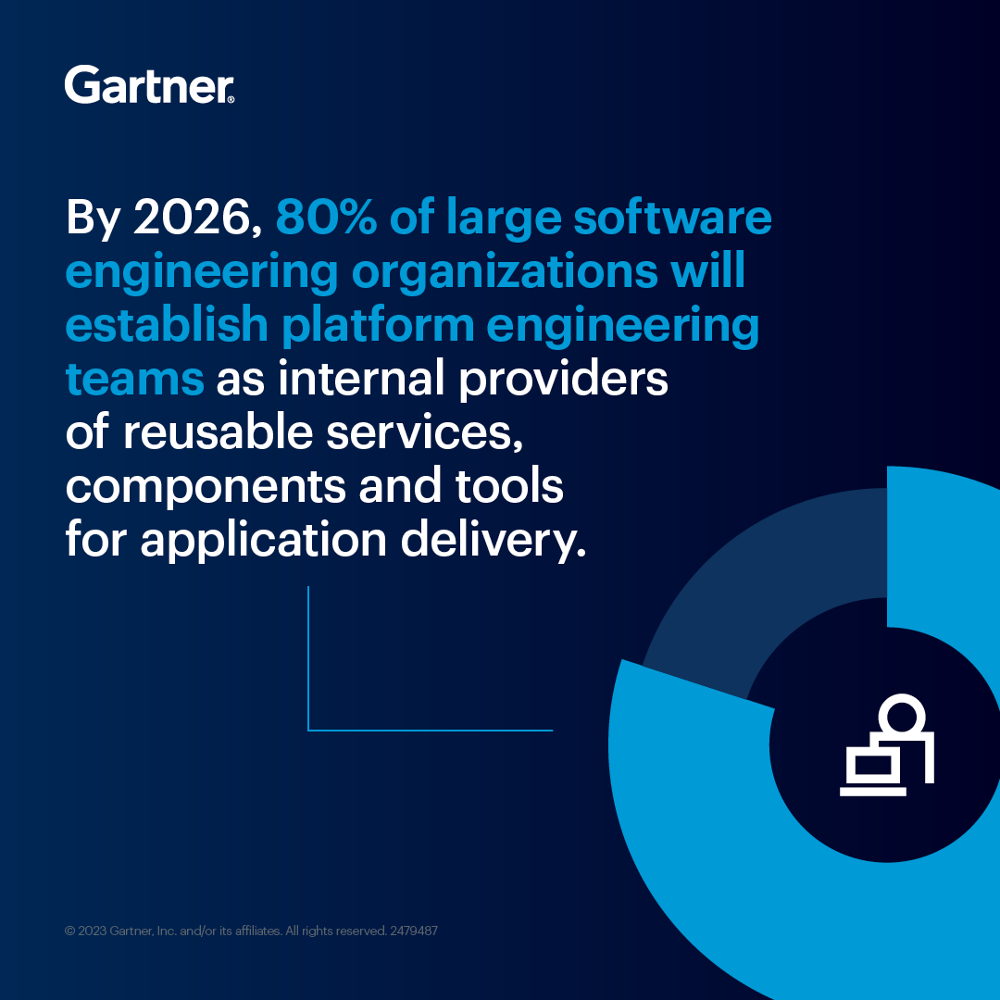 Gartner®
By 2026, 80% of large software
engineering organizations will
establish platform engineering
teams as internal providers
of reusable services,
components and tools
for application delivery.
© 2023 Gartner, Inc. and/or its affiliates. All rights reserved. 2479487